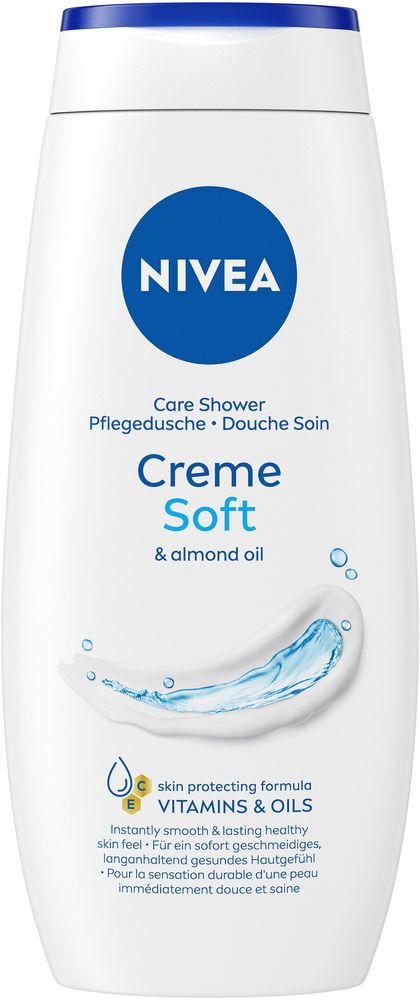 NIVEA
Care Shower
Pflegedusche • Douche Soin
Creme
Soft
& almond oil
C
E
skin protecting formula
VITAMINS & OILS
Instantly smooth & lasting healthy
skin feel • Für ein sofort geschmeidiges,
langanhaltend gesundes Hautgefühl
• Pour la sensation durable d'une peau
immédiatement douce et saine